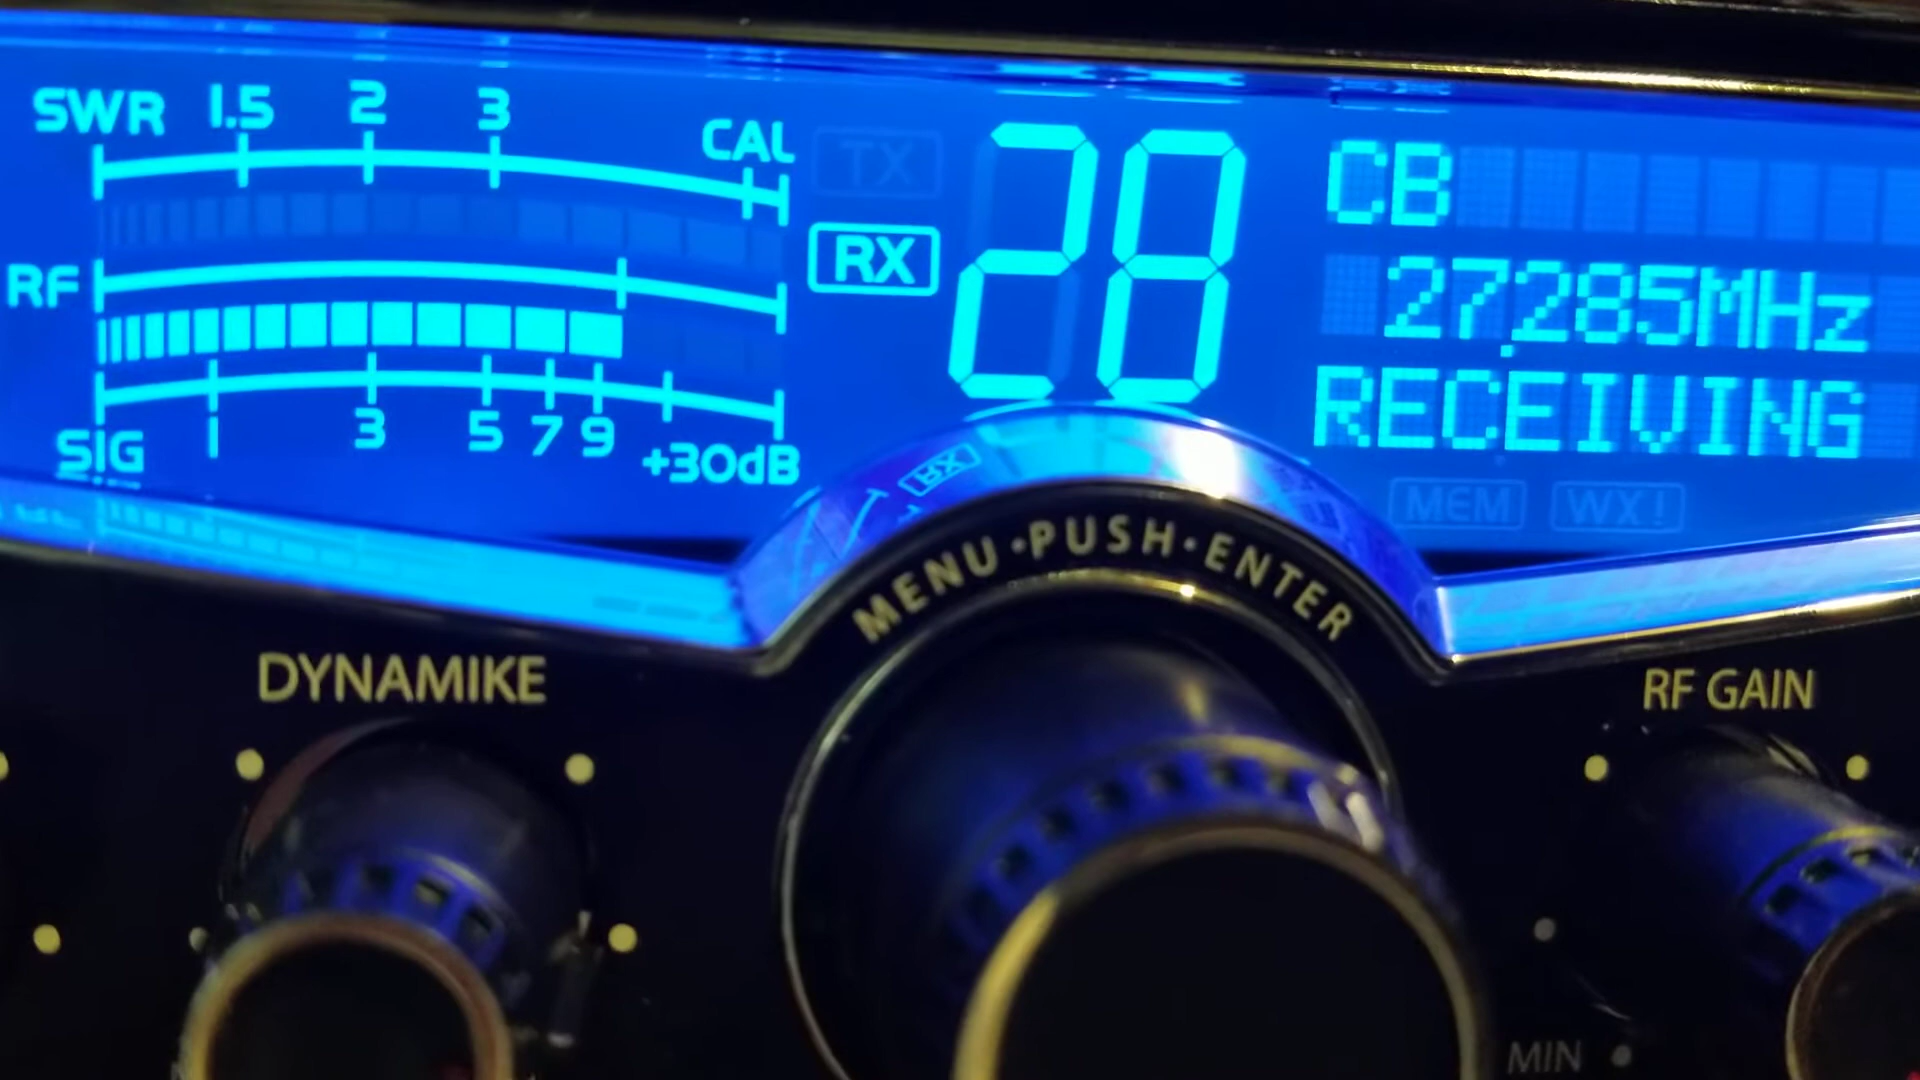 SWR 1.5 2 3 CAL
TX
RX
28
CB
27.285MHz
RECEIVING
RF
1 3 5 7 9 +30dB
SIG
MEM WX!
MENU·PUSH·ENTER
DYNAMIKE
RF GAIN
MIN